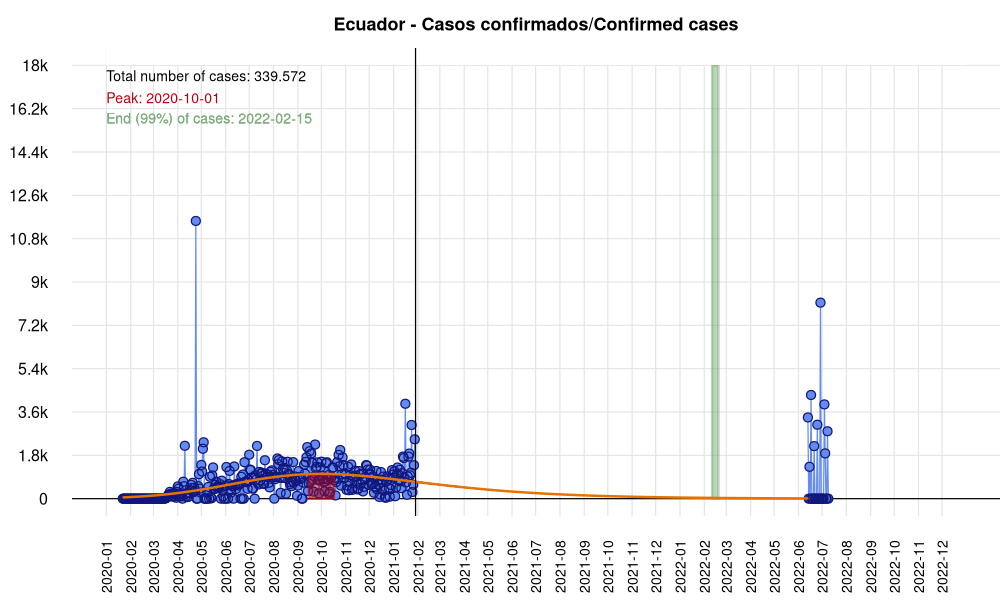 Ecuador - Casos confirmados/Confirmed cases
Total number of cases: 339.572
Peak: 2020-10-01
End (99%) of cases: 2022-02-15
18k
16.2k
14.4k
12.6k
10.8k
9k
7.2k
5.4k
3.6k
1.8k
0
2020-01
2020-02
2020-03
2020-04
2020-05
2020-06
2020-07
2020-08
2020-09
2020-10
2020-11
2020-12
2021-01
2021-02
2021-03
2021-04
2021-05
2021-06
2021-07
2021-08
2021-09
2021-10
2021-11
2021-12
2022-01
2022-02
2022-03
2022-04
2022-05
2022-06
2022-07
2022-08
2022-09
2022-10
2022-11
2022-12